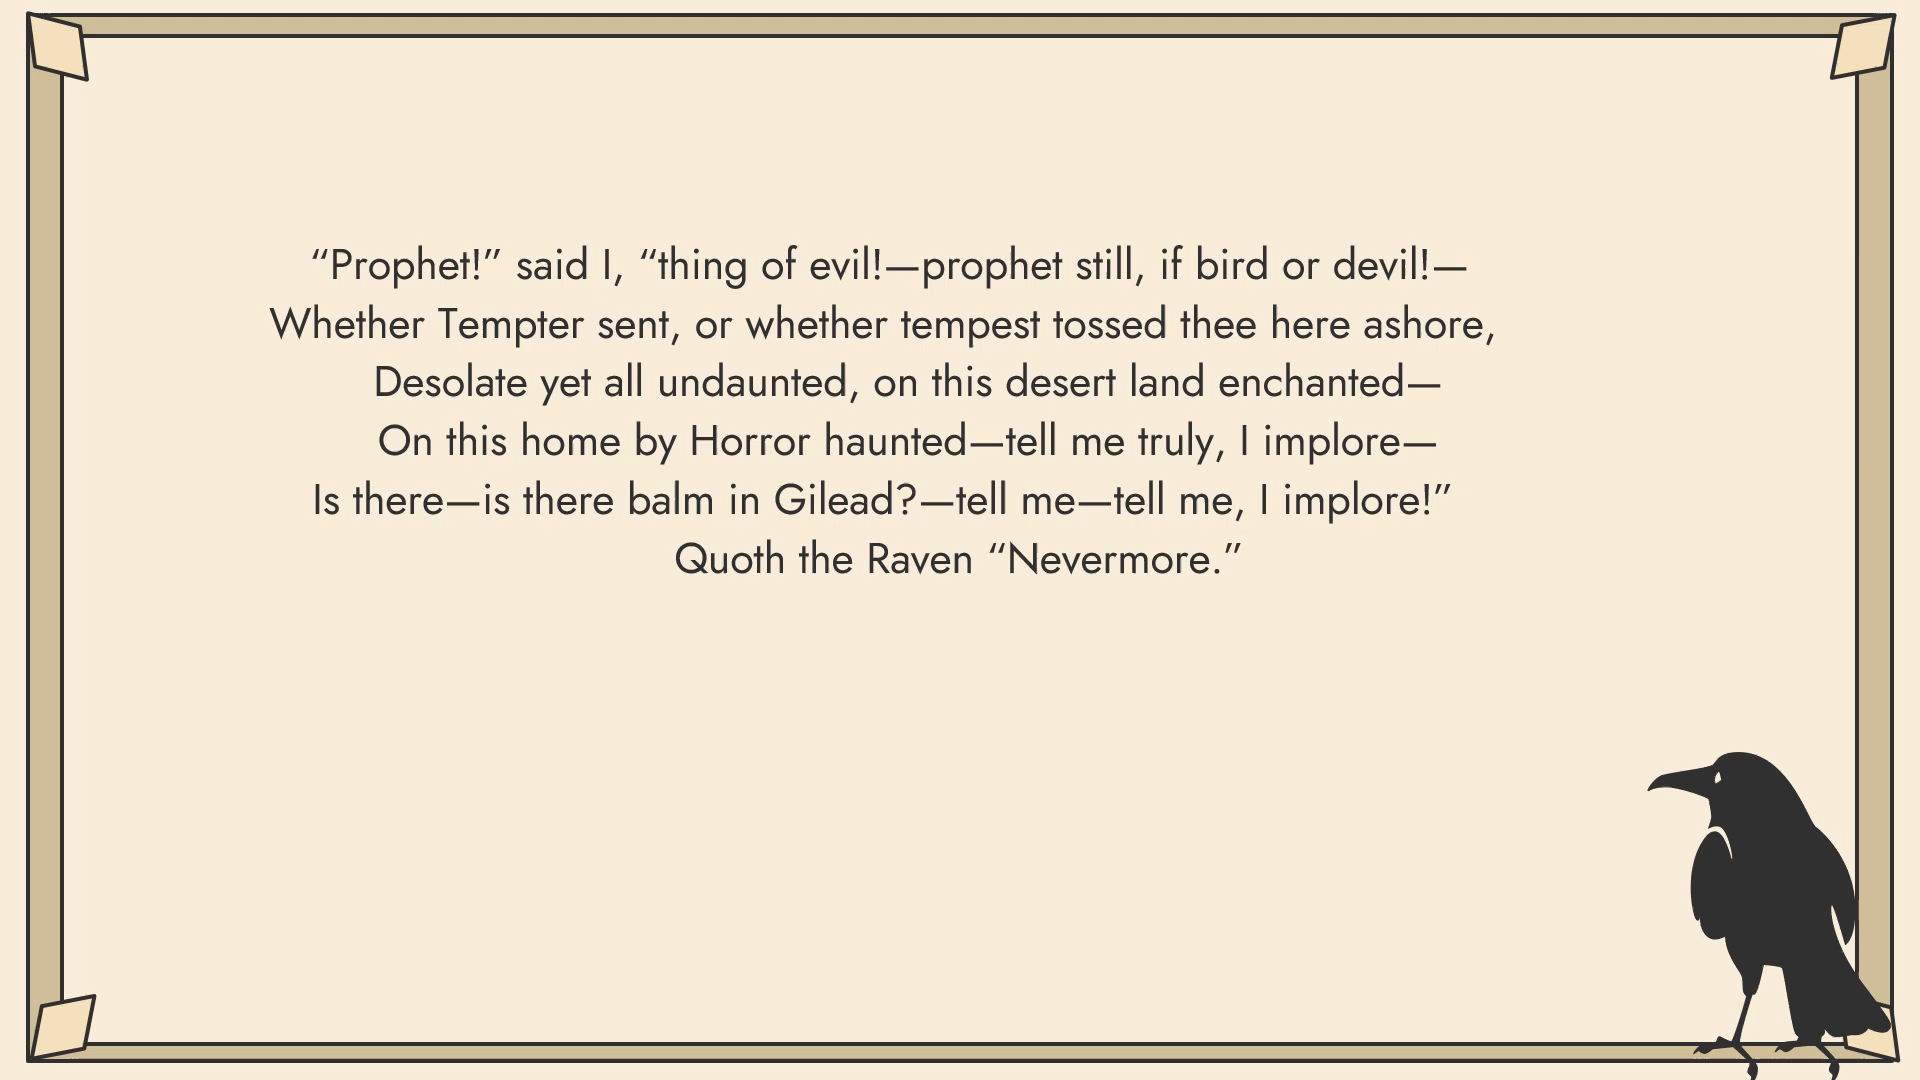 “Prophet!” said I, “thing of evil!—prophet still, if bird or devil!—
Whether Tempter sent, or whether tempest tossed thee here ashore,
Desolate yet all undaunted, on this desert land enchanted—
On this home by Horror haunted—tell me truly, I implore—
Is there—is there balm in Gilead?—tell me—tell me, I implore!”
Quoth the Raven “Nevermore.”